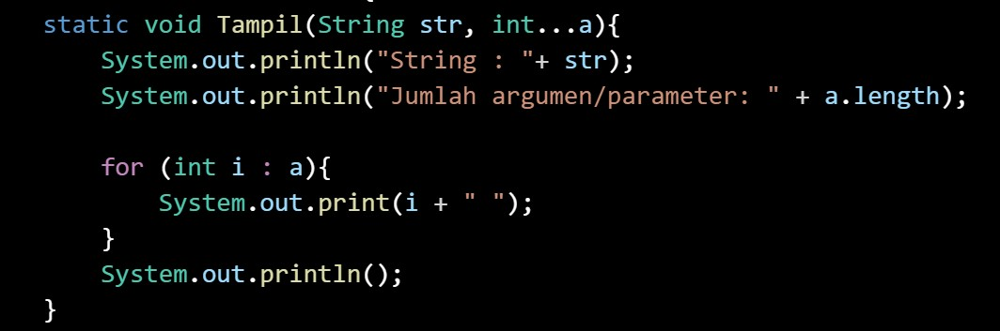 static void Tampil(String str, int...a){
    System.out.println("String : "+ str);
    System.out.println("Jumlah argumen/parameter: " + a.length);

    for (int i : a){
        System.out.print(i + " ");
    }
    System.out.println();
}